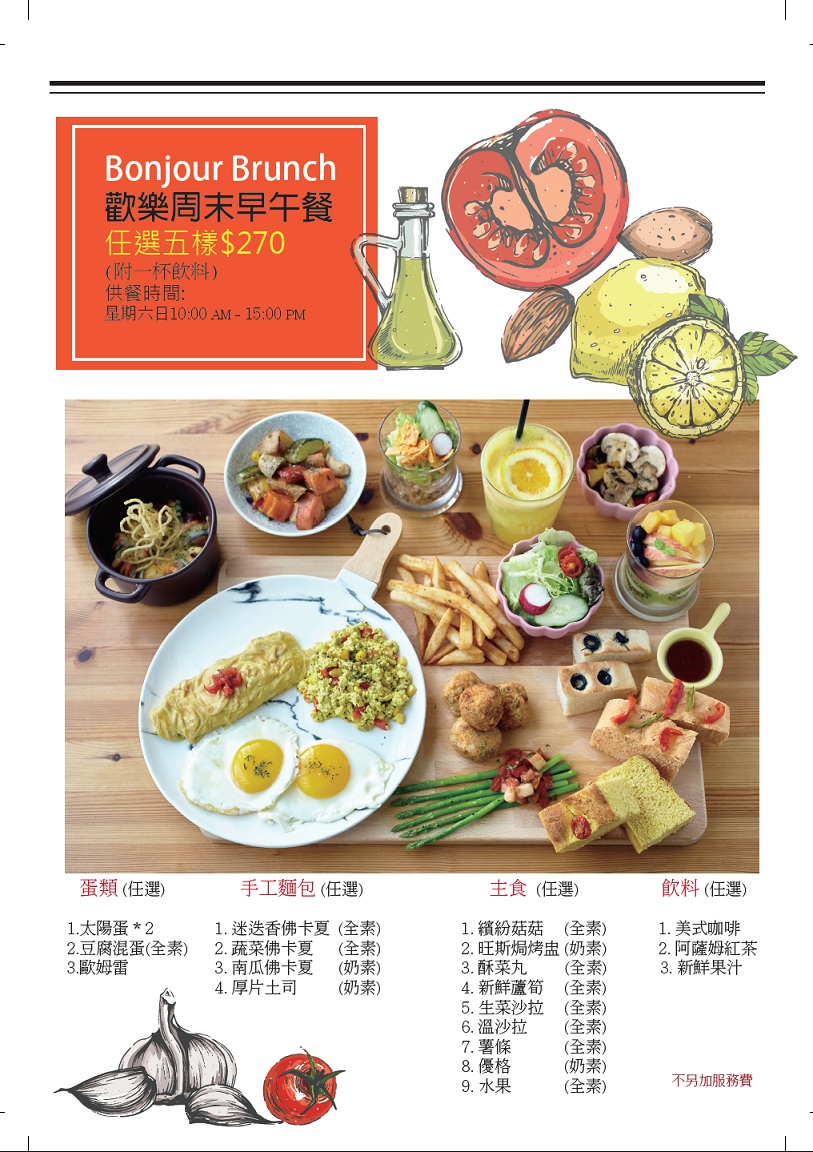 Bonjour Brunch
歡樂周末早午餐
任選五樣$270
(附一杯飲料)
供餐時間:
星期六日10:00 AM - 15:00 PM
蛋類 (任選)
1.太陽蛋 * 2
2.豆腐混蛋(全素)
3.歐姆雷
手工麵包 (任選)
1. 迷迭香佛卡夏 (全素)
2. 蔬菜佛卡夏 (全素)
3. 南瓜佛卡夏 (奶素)
4. 厚片土司 (奶素)
主食 (任選)
1. 繽紛菇菇 (全素)
2. 旺斯焗烤盅 (奶素)
3. 酥菜丸 (全素)
4. 新鮮蘆筍 (全素)
5. 生菜沙拉 (全素)
6. 溫沙拉 (全素)
7. 薯條 (全素)
8. 優格 (奶素)
9. 水果 (全素)
飲料 (任選)
1. 美式咖啡
2. 阿薩姆紅茶
3. 新鮮果汁
不另加服務費